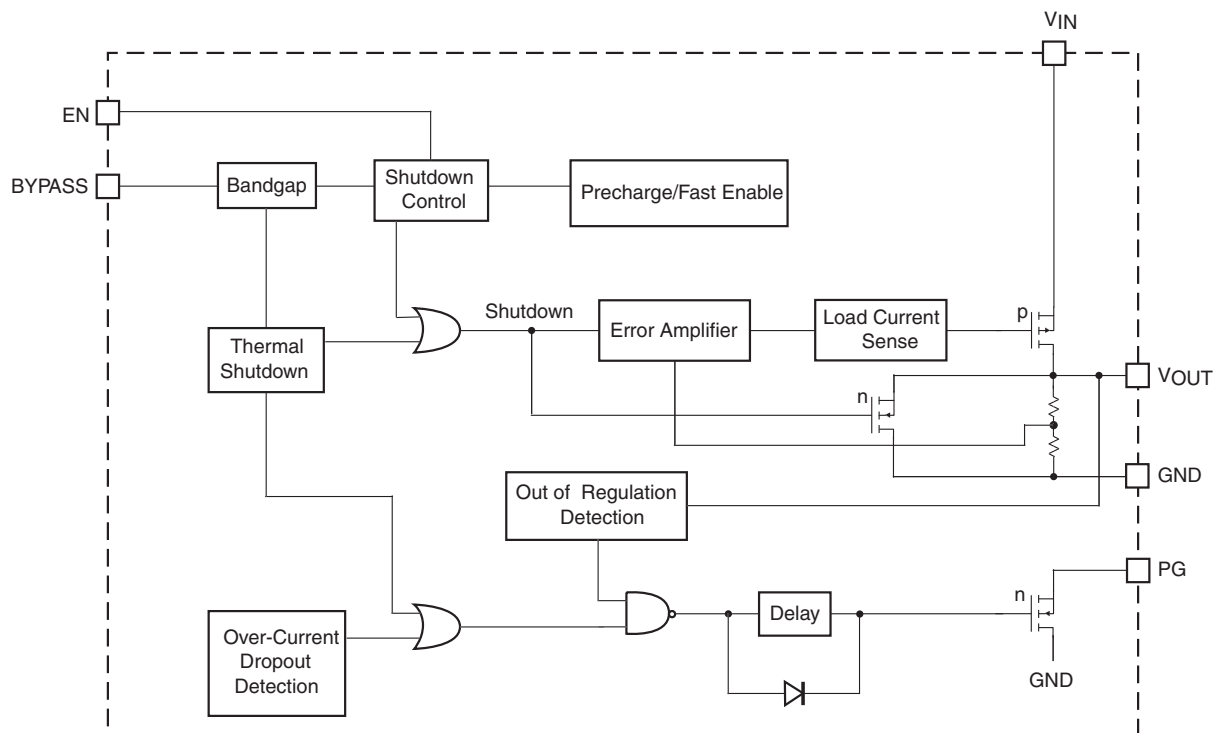 VIN
EN
BYPASS
Bandgap
Shutdown
Control
Precharge/Fast Enable
Shutdown
Error Amplifier
Load Current
Sense
p
Thermal
Shutdown
VOUT
n
GND
Out of Regulation
Detection
PG
n
Delay
Over-Current
Dropout
Detection
GND